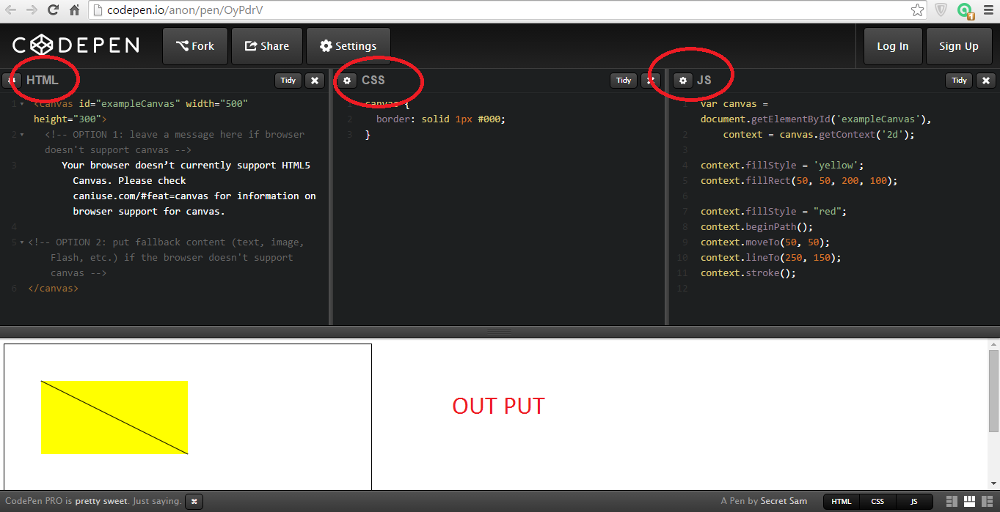 codepen.io/anon/pen/OyPdrV
CODEPEN Fork Share Settings Log In Sign Up
HTML Tidy
1 <canvas id="exampleCanvas" width="500"
height="300">
2 <!-- OPTION 1: leave a message here if browser
doesn't support canvas -->
3 Your browser doesn’t currently support HTML5
Canvas. Please check
caniuse.com/#feat=canvas for information on
browser support for canvas.
4
5 <!-- OPTION 2: put fallback content (text, image,
Flash, etc.) if the browser doesn't support
canvas -->
6 </canvas>
CSS Tidy
1 canvas {
2 border: solid 1px #000;
3 }
JS Tidy
1 var canvas =
document.getElementById('exampleCanvas'),
2 context = canvas.getContext('2d');
3
4 context.fillStyle = 'yellow';
5 context.fillRect(50, 50, 200, 100);
6
7 context.fillStyle = "red";
8 context.beginPath();
9 context.moveTo(50, 50);
10 context.lineTo(250, 150);
11 context.stroke();
12
OUT PUT
CodePen PRO is pretty sweet. Just saying. ⌘ A Pen by Secret Sam HTML CSS JS